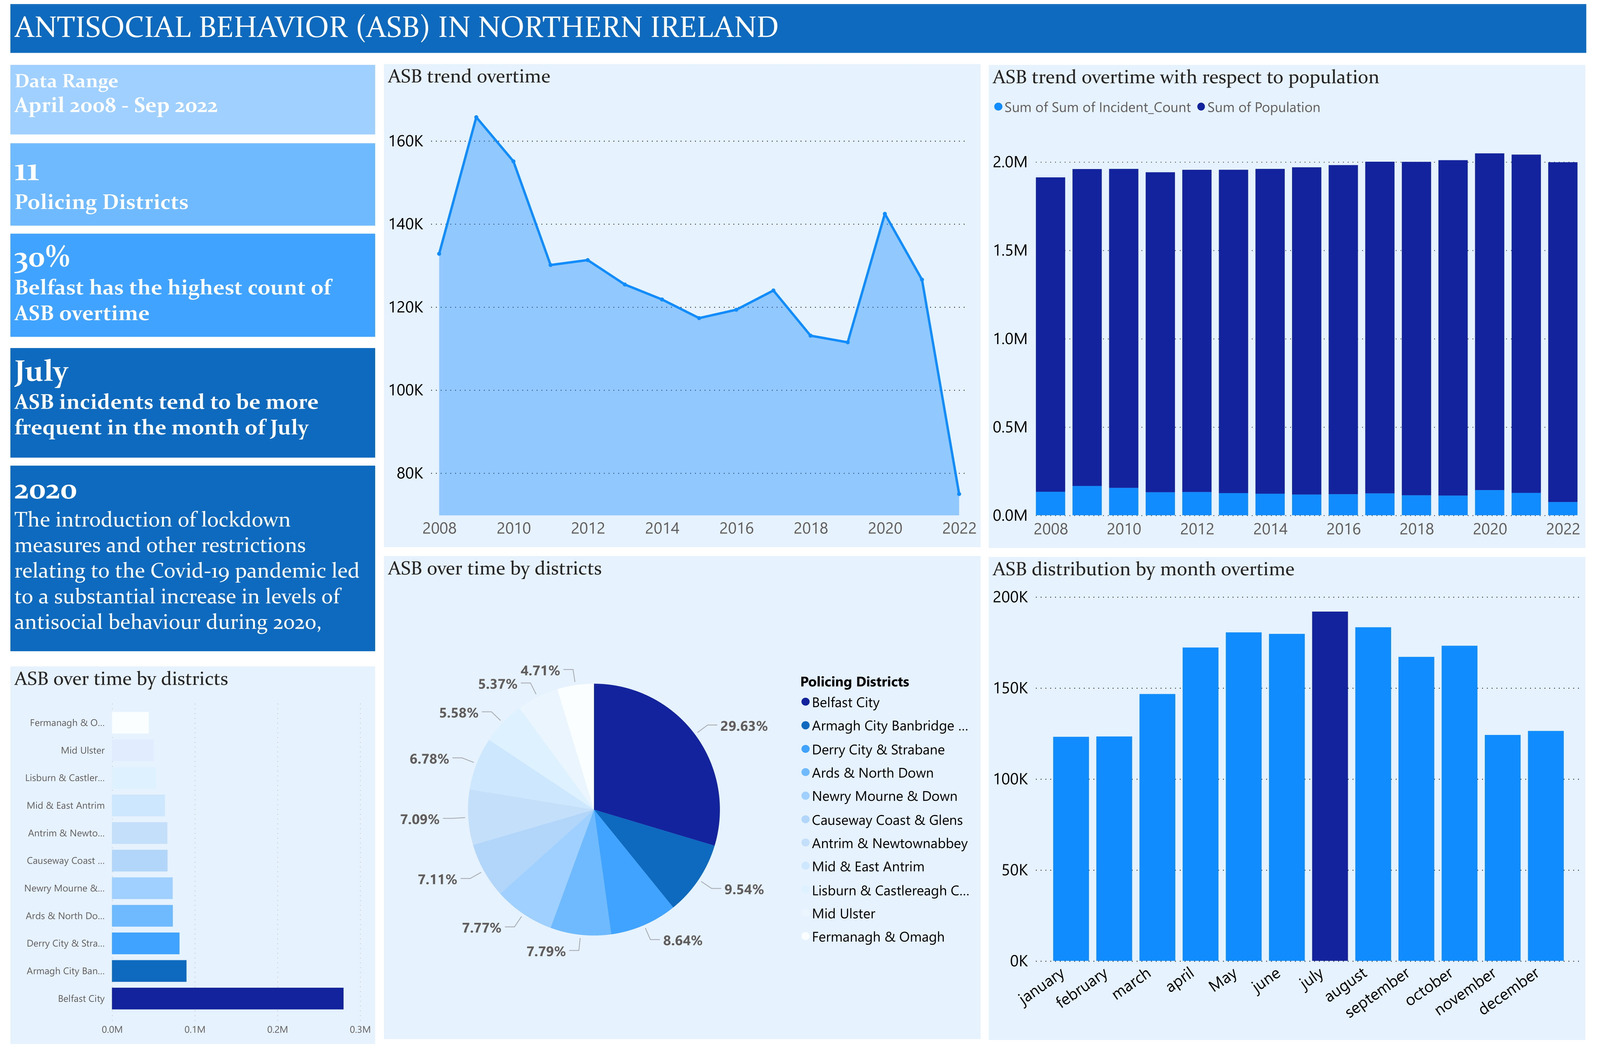 ANTISOCIAL BEHAVIOR (ASB) IN NORTHERN IRELAND
Data Range
April 2008 - Sep 2022
11
Policing Districts
30%
Belfast has the highest count of
ASB overtime
July
ASB incidents tend to be more
frequent in the month of July
2020
The introduction of lockdown
measures and other restrictions
relating to the Covid-19 pandemic led
to a substantial increase in levels of
antisocial behaviour during 2020,
ASB over time by districts
Fermanagh & O...
Mid Ulster
Lisburn & Castler...
Mid & East Antrim
Antrim & Newto...
Causeway Coast ...
Newry Mourne &...
Ards & North Do...
Derry City & Stra...
Armagh City Ban...
Belfast City
0.0M 0.1M 0.2M 0.3M
ASB trend overtime
160K
140K
120K
100K
80K
2008 2010 2012 2014 2016 2018 2020 2022
ASB trend overtime with respect to population
Sum of Sum of Incident_Count Sum of Population
2.0M
1.5M
1.0M
0.5M
0.0M
2008 2010 2012 2014 2016 2018 2020 2022
ASB over time by districts
4.71%
5.37%
5.58%
6.78%
7.09%
7.11%
7.77%
7.79%
8.64%
9.54%
29.63%
Policing Districts
Belfast City
Armagh City Banbridge ...
Derry City & Strabane
Ards & North Down
Newry Mourne & Down
Causeway Coast & Glens
Antrim & Newtownabbey
Mid & East Antrim
Lisburn & Castlereagh C...
Mid Ulster
Fermanagh & Omagh
ASB distribution by month overtime
200K
150K
100K
50K
0K
january february march april May june july august september october november december